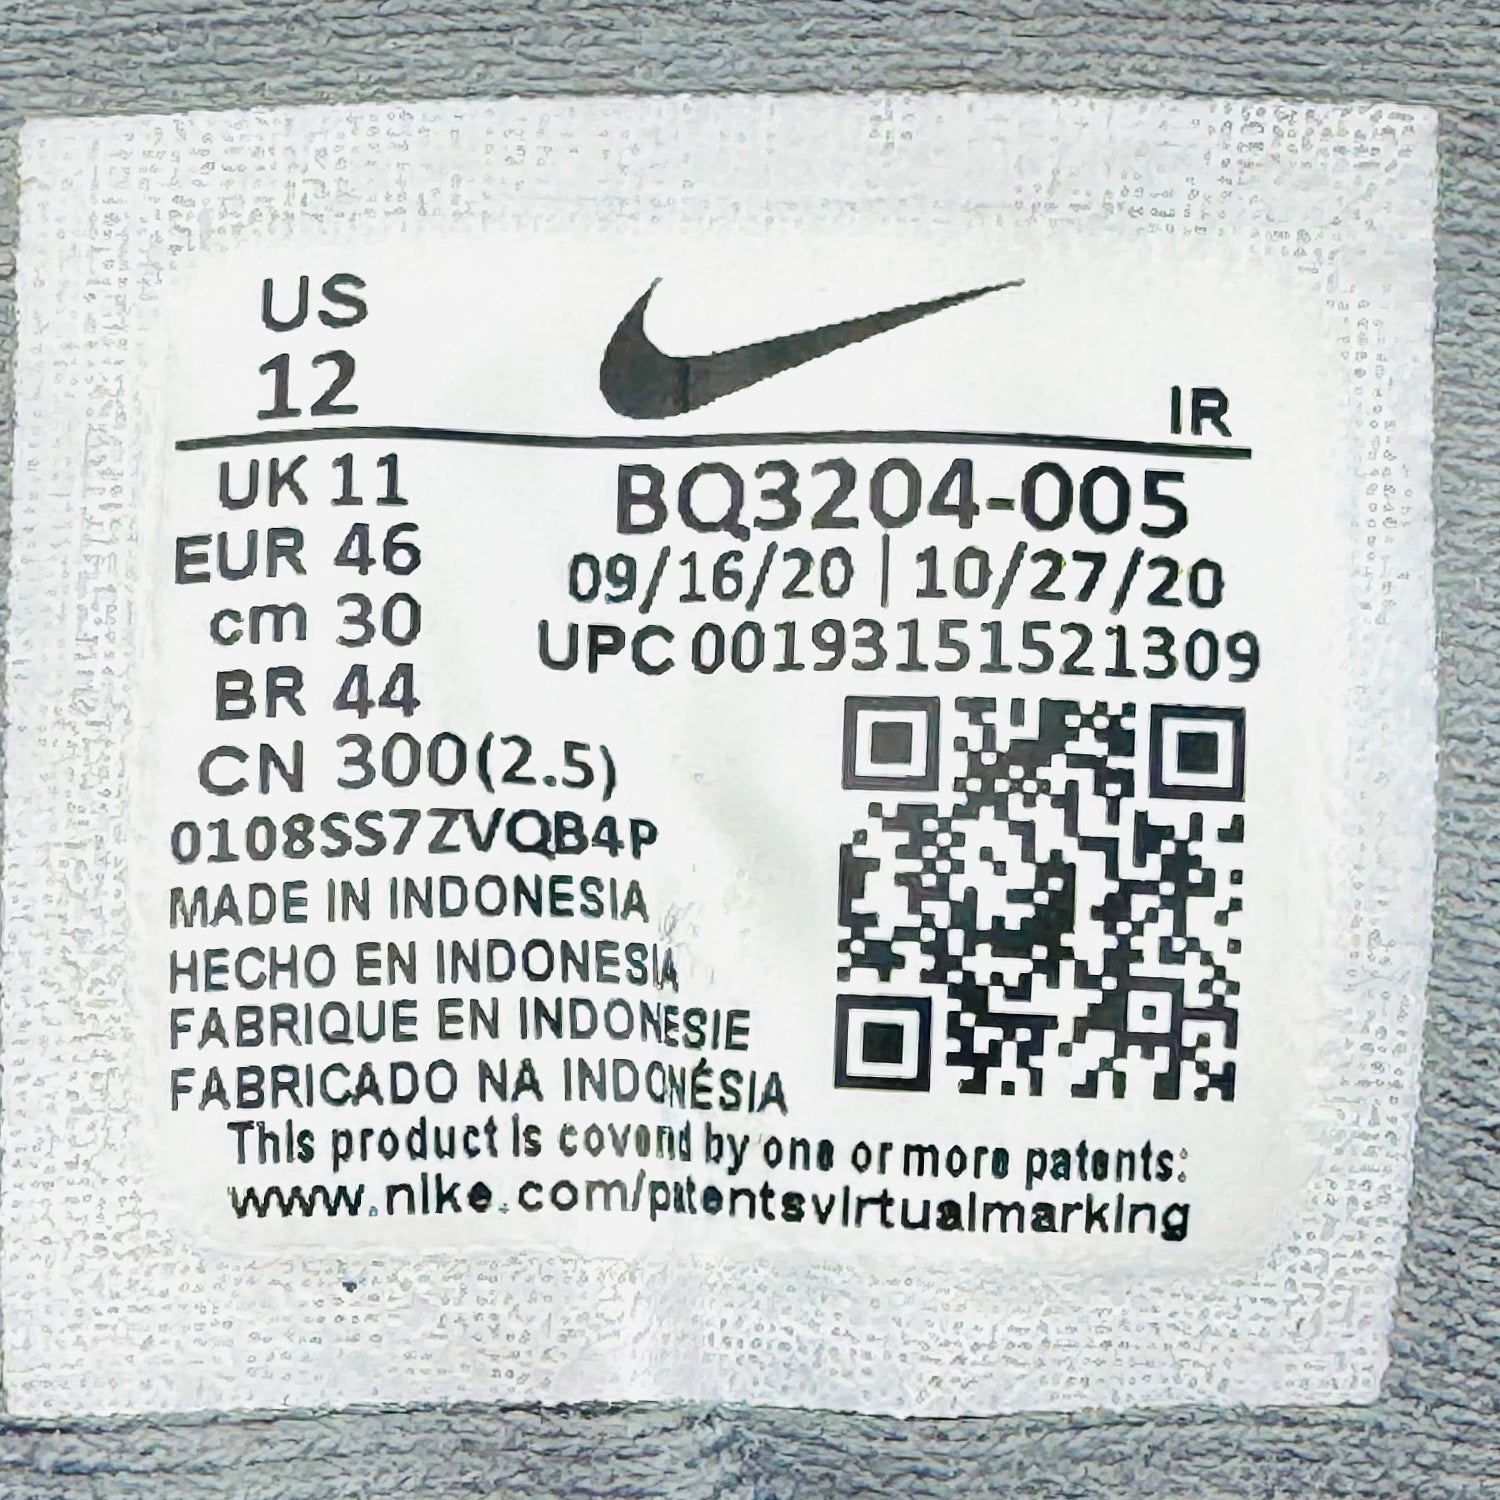 US
12
IR
UK 11
EUR 46
cm 30
BR 44
CN 300(2.5)
BQ3204-005
09/16/20 | 10/27/20
UPC 00193151521309
0108SS7ZVQB4P
MADE IN INDONESIA
HECHO EN INDONESIA
FABRIQUE EN INDONESIE
FABRICADO NA INDONÉSIA
This product is coverd by one or more patents:
www.nike.com/patentsvirtualmarking